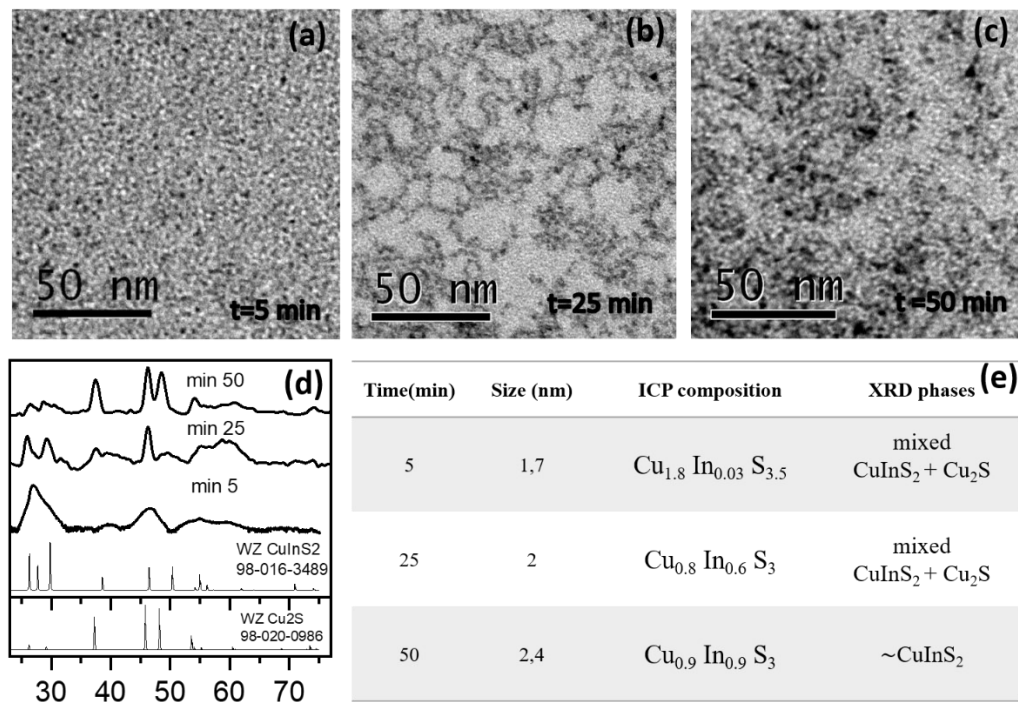 (a)
50 nm
t=5 min
(b)
50 nm
t=25 min
(c)
50 nm
t =50 min
(d)
min 50
min 25
min 5
WZ CuInS2
98-016-3489
WZ Cu2S
98-020-0986
30 40 50 60 70
(e)
Time(min) Size (nm) ICP composition XRD phases
5 1,7 Cu1.8 In0.03 S3.5 mixed
CuInS2 + Cu2S
25 2 Cu0.8 In0.6 S3 mixed
CuInS2 + Cu2S
50 2,4 Cu0.9 In0.9 S3 ~CuInS2